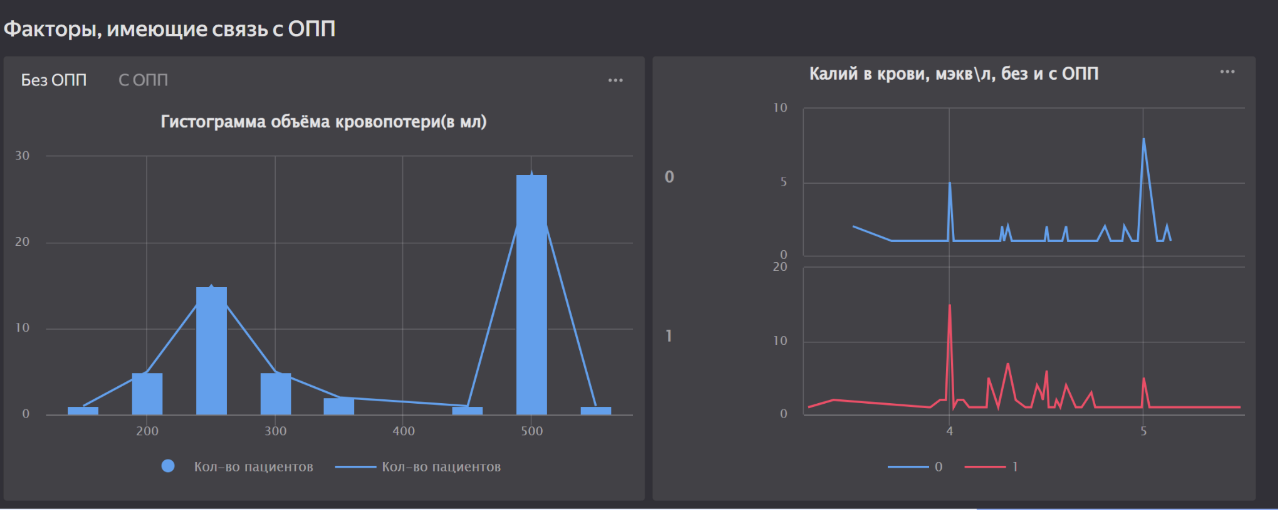 Факторы, имеющие связь с ОПП
Без ОПП С ОПП
Гистограмма объёма кровопотери(в мл)
30
20
10
0
200 300 400 500
Кол-во пациентов Кол-во пациентов
Калий в крови, мэкв\л, без и с ОПП
0
10
5
0
1
20
10
0
4 5
0 1